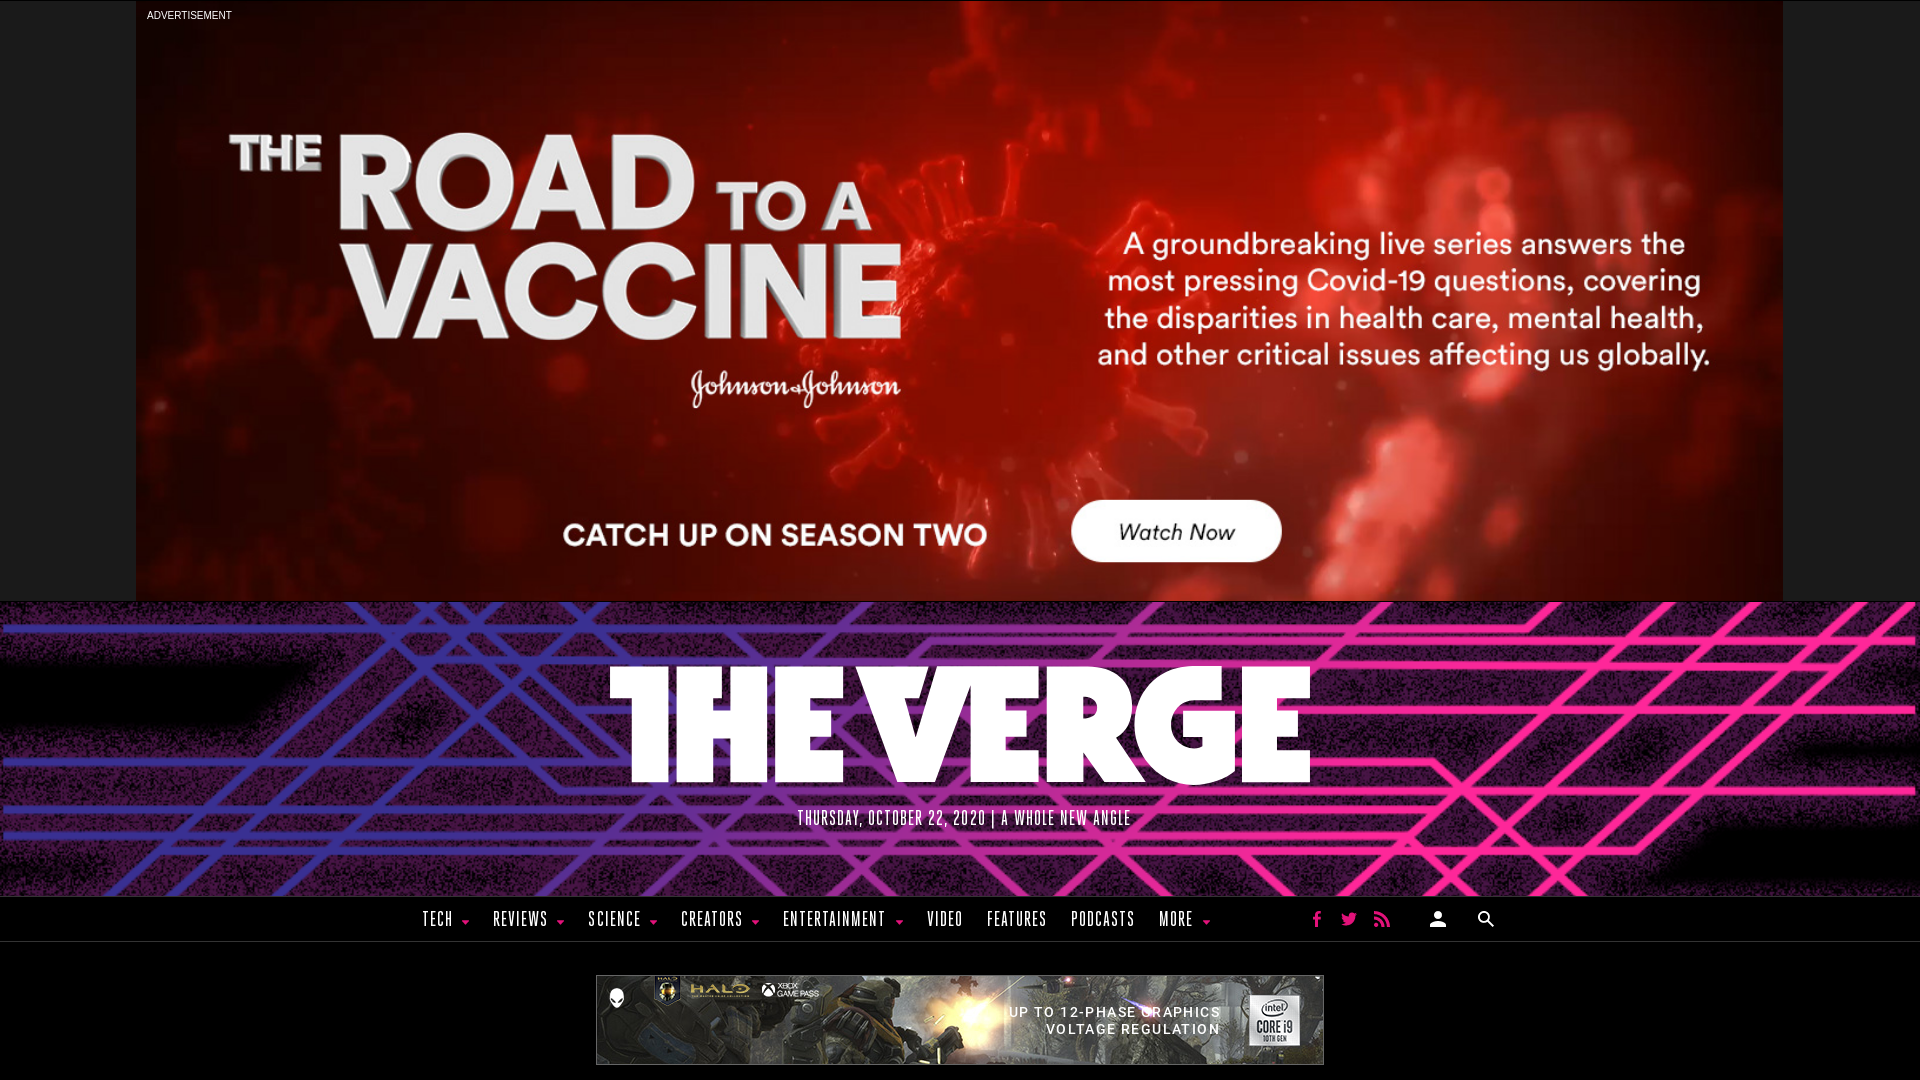 ADVERTISEMENT
THE ROAD TO A
VACCINE
Johnson & Johnson
A groundbreaking live series answers the
most pressing Covid-19 questions, covering
the disparities in health care, mental health,
and other critical issues affecting us globally.
CATCH UP ON SEASON TWO
Watch Now
THE VERGE
THURSDAY, OCTOBER 22, 2020 | A WHOLE NEW ANGLE
TECH REVIEWS SCIENCE CREATORS ENTERTAINMENT VIDEO FEATURES PODCASTS MORE
HALO
XBOX
GAME PASS
UP TO 12-PHASE GRAPHICS
VOLTAGE REGULATION
intel
CORE i9
10TH GEN